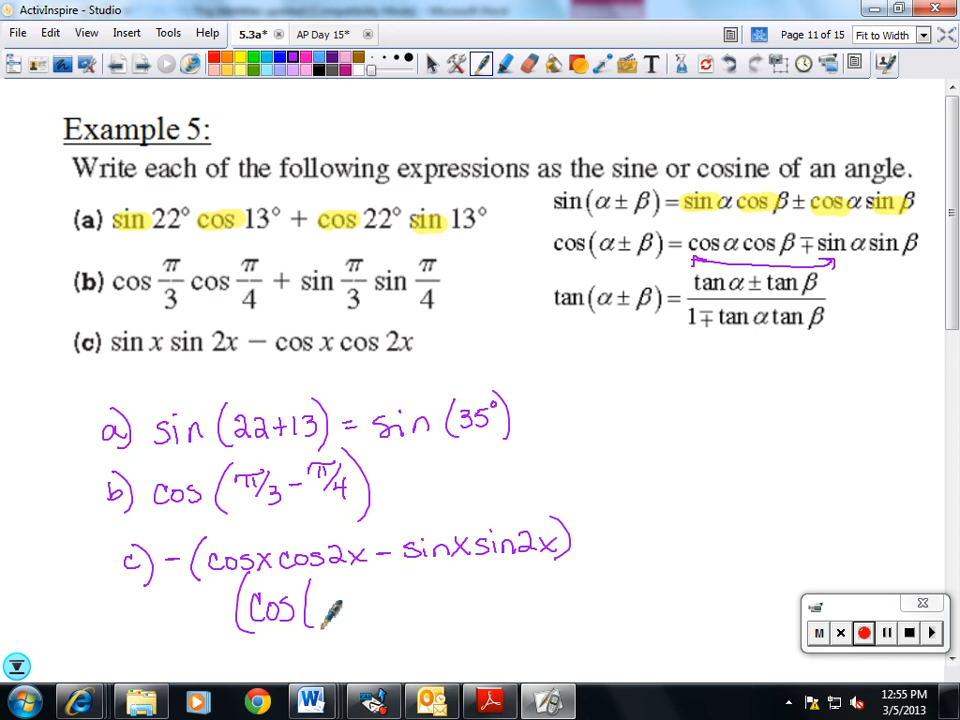 ActivInspire - Studio
File Edit View Insert Tools Help 5.3a* AP Day 15* Page 11 of 15 Fit to Width
Example 5:
Write each of the following expressions as the sine or cosine of an angle.
(a) sin 22° cos 13° + cos 22° sin 13°
sin(α ± β) = sin α cos β ± cos α sin β
cos(α ± β) = cos α cos β ∓ sin α sin β
(b) cos π/3 cos π/4 + sin π/3 sin π/4
tan(α ± β) = (tan α ± tan β)/(1 ∓ tan α tan β)
(c) sin x sin 2x − cos x cos 2x
a) sin (22+13) = sin (35°)
b) cos (π/3 − π/4)
c) − (cosx cos2x − sinx sin2x)
(cos (
M
12:55 PM
3/5/2013